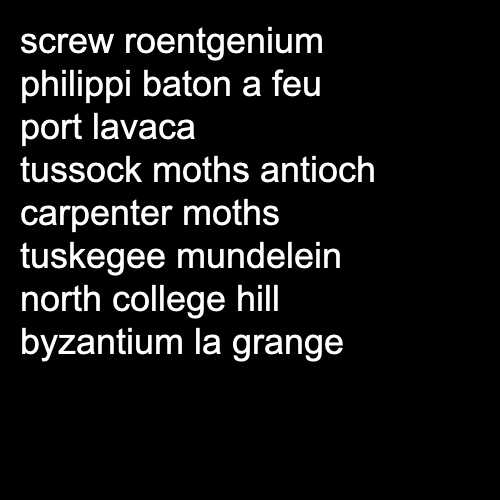 screw roentgenium
philippi baton a feu
port lavaca
tussock moths antioch
carpenter moths
tuskegee mundelein
north college hill
byzantium la grange